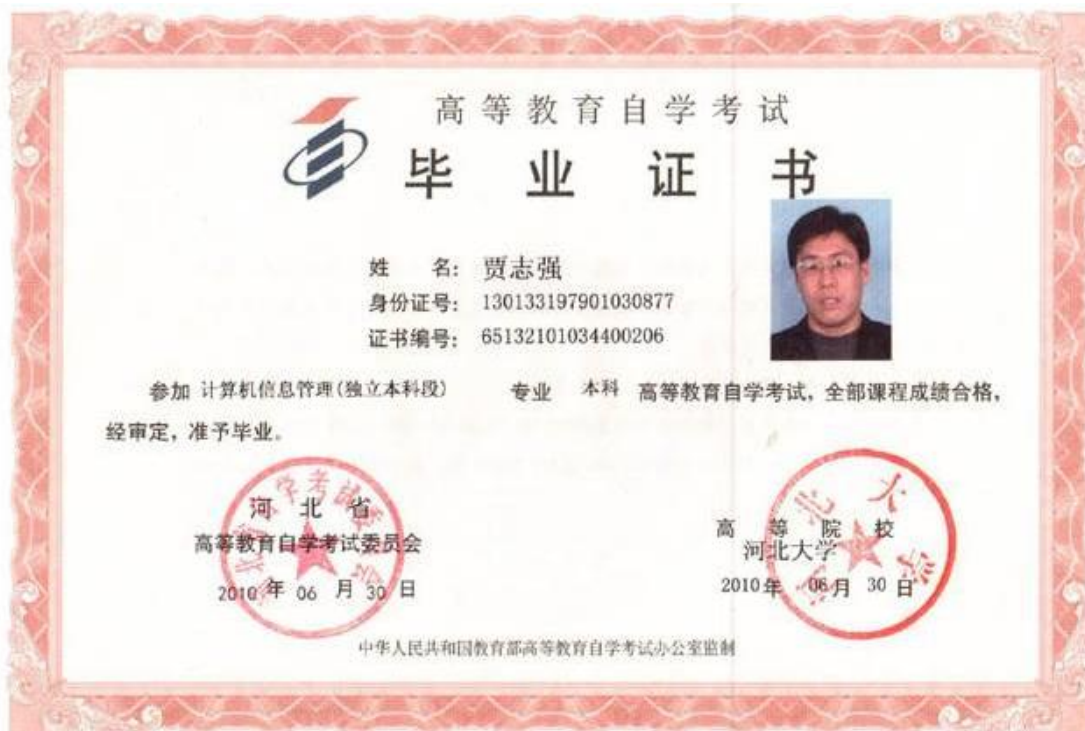 高等教育自学考试
毕业证书
姓名：贾志强
身份证号：130133197901030877
证书编号：65132101034400206
参加 计算机信息管理(独立本科段) 专业 本科 高等教育自学考试，全部课程成绩合格，
经审定，准予毕业。
河北省
高等教育自学考试委员会
2010 年 06 月 30 日
高等院校
河北大学
2010 年 06 月 30 日
河北大学
中华人民共和国教育部高等教育自学考试办公室监制